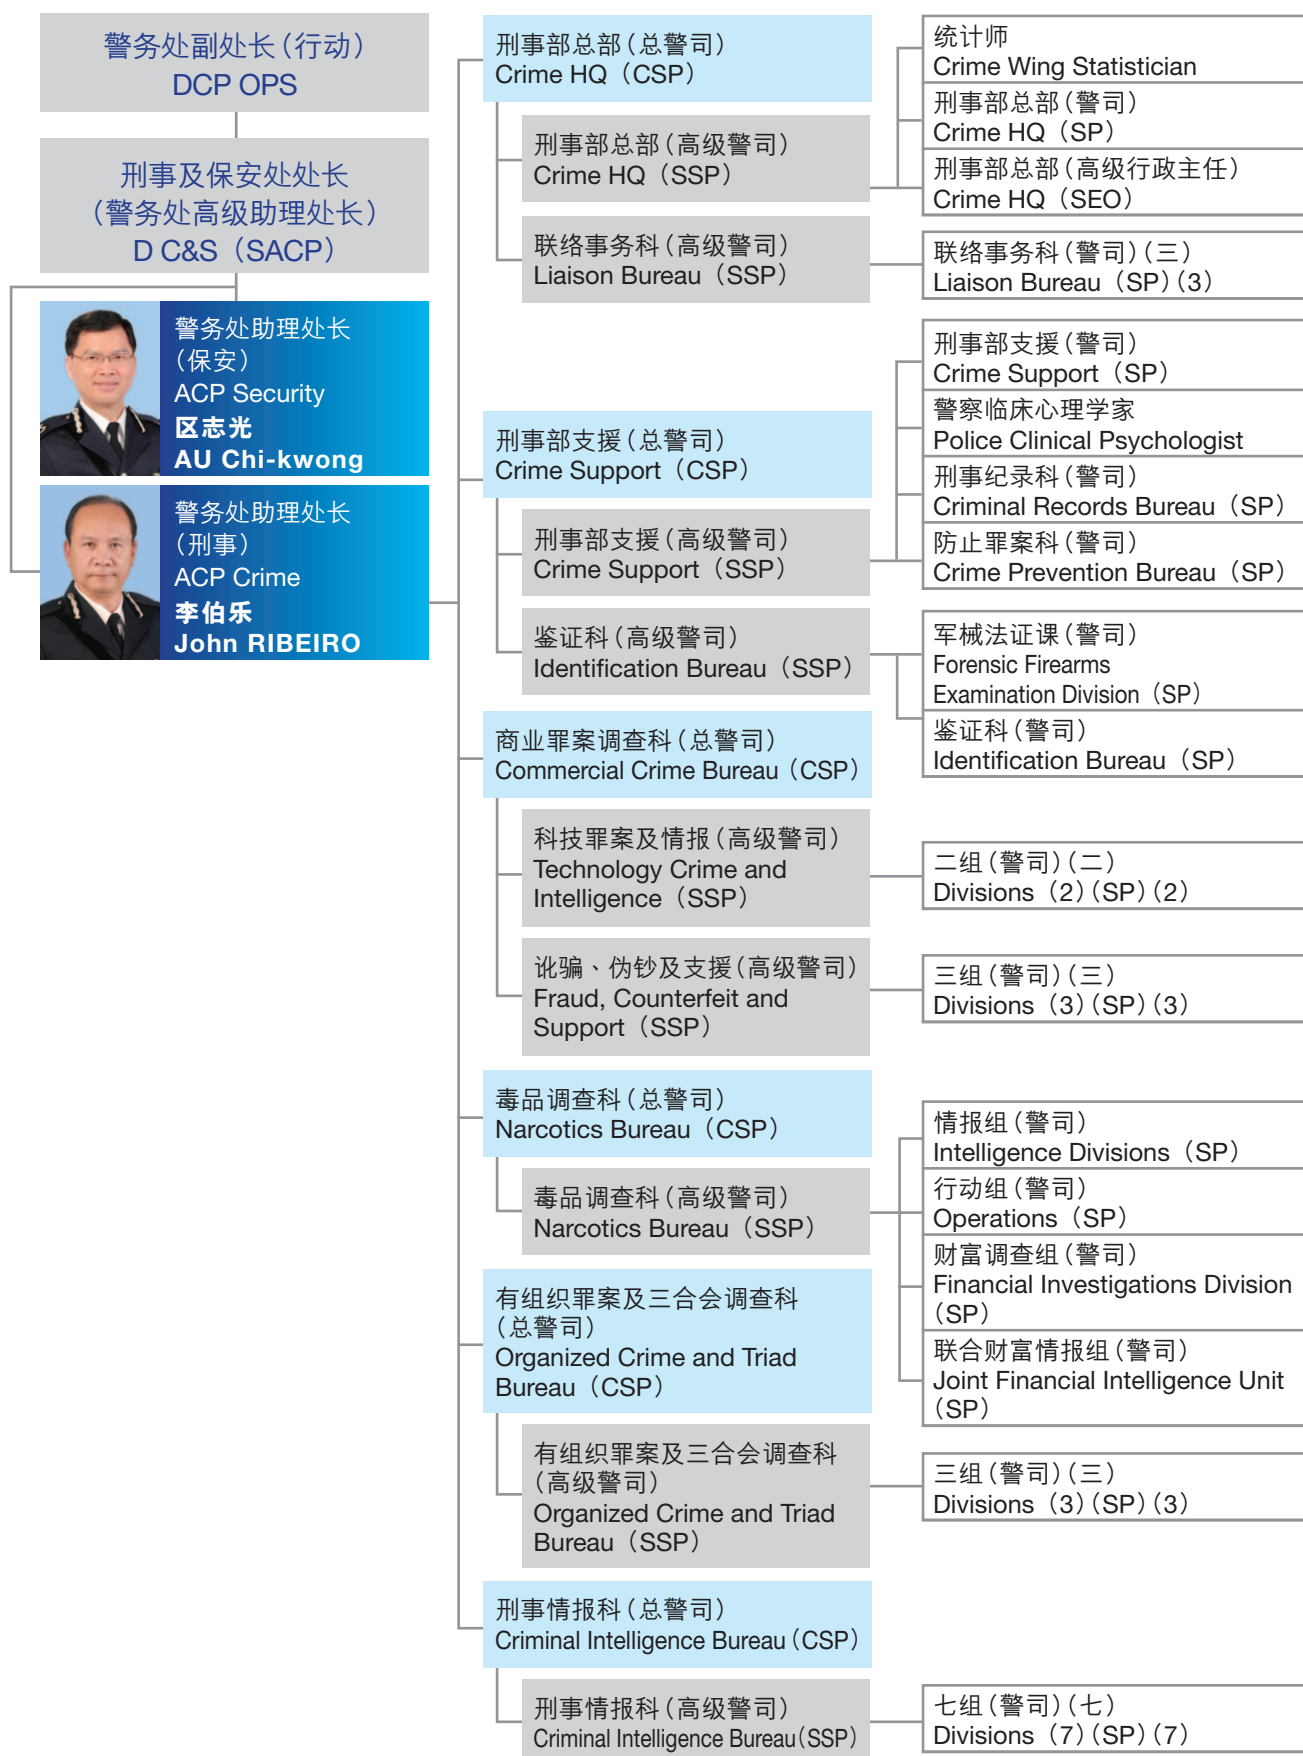 警务处副处长（行动）
DCP OPS
刑事及保安处处长
（警务处高级助理处长）
D C&S（SACP）
警务处助理处长
（保安）
ACP Security
区志光
AU Chi-kwong
警务处助理处长
（刑事）
ACP Crime
李伯乐
John RIBEIRO
刑事部总部（总警司）
Crime HQ（CSP）
刑事部总部（高级警司）
Crime HQ（SSP）
统计师
Crime Wing Statistician
刑事部总部（警司）
Crime HQ（SP）
刑事部总部（高级行政主任）
Crime HQ（SEO）
联络事务科（高级警司）
Liaison Bureau（SSP）
联络事务科（警司）（三）
Liaison Bureau（SP）（3）
刑事部支援（总警司）
Crime Support（CSP）
刑事部支援（高级警司）
Crime Support（SSP）
刑事部支援（警司）
Crime Support（SP）
警察临床心理学家
Police Clinical Psychologist
刑事纪录科（警司）
Criminal Records Bureau（SP）
防止罪案科（警司）
Crime Prevention Bureau（SP）
鉴证科（高级警司）
Identification Bureau（SSP）
军械法证课（警司）
Forensic Firearms
Examination Division（SP）
鉴证科（警司）
Identification Bureau（SP）
商业罪案调查科（总警司）
Commercial Crime Bureau（CSP）
科技罪案及情报（高级警司）
Technology Crime and
Intelligence（SSP）
二组（警司）（二）
Divisions（2）（SP）（2）
讹骗、伪钞及支援（高级警司）
Fraud, Counterfeit and
Support（SSP）
三组（警司）（三）
Divisions（3）（SP）（3）
毒品调查科（总警司）
Narcotics Bureau（CSP）
毒品调查科（高级警司）
Narcotics Bureau（SSP）
情报组（警司）
Intelligence Divisions（SP）
行动组（警司）
Operations（SP）
财富调查组（警司）
Financial Investigations Division
（SP）
联合财富情报组（警司）
Joint Financial Intelligence Unit
（SP）
有组织罪案及三合会调查科
（总警司）
Organized Crime and Triad
Bureau（CSP）
有组织罪案及三合会调查科
（高级警司）
Organized Crime and Triad
Bureau（SSP）
三组（警司）（三）
Divisions（3）（SP）（3）
刑事情报科（总警司）
Criminal Intelligence Bureau（CSP）
刑事情报科（高级警司）
Criminal Intelligence Bureau（SSP）
七组（警司）（七）
Divisions（7）（SP）（7）